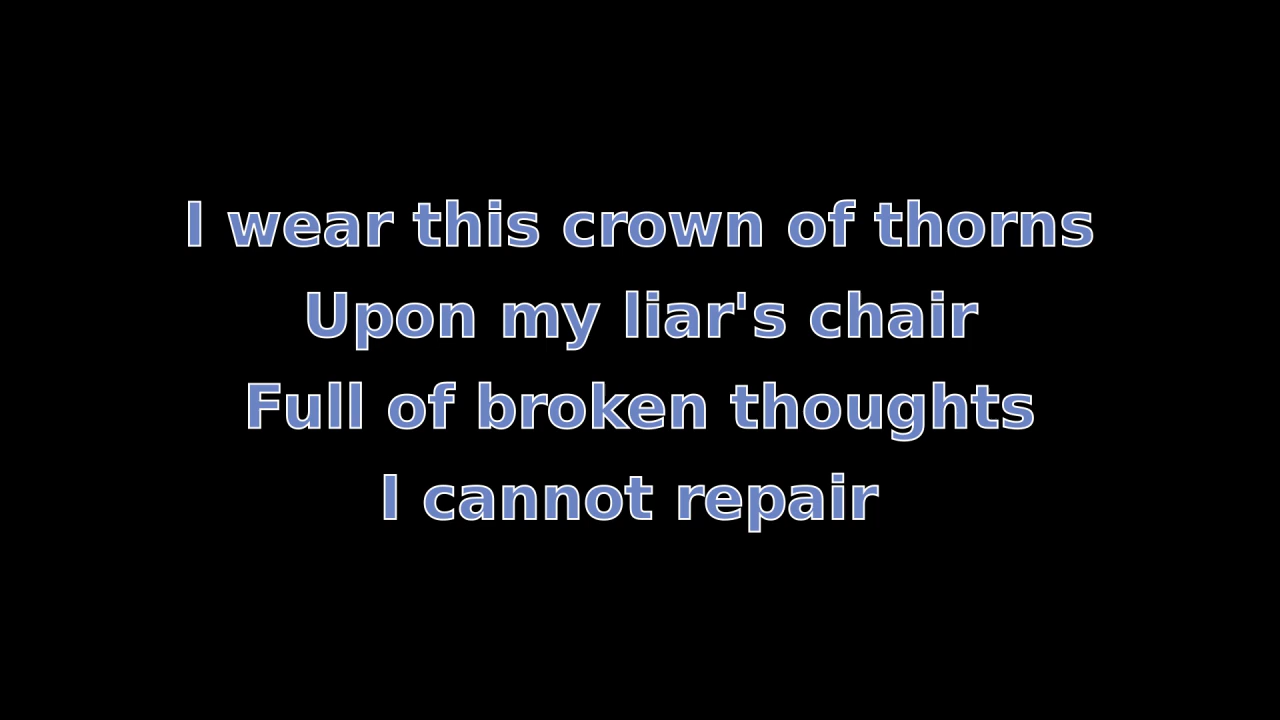 I wear this crown of thorns
Upon my liar's chair
Full of broken thoughts
I cannot repair